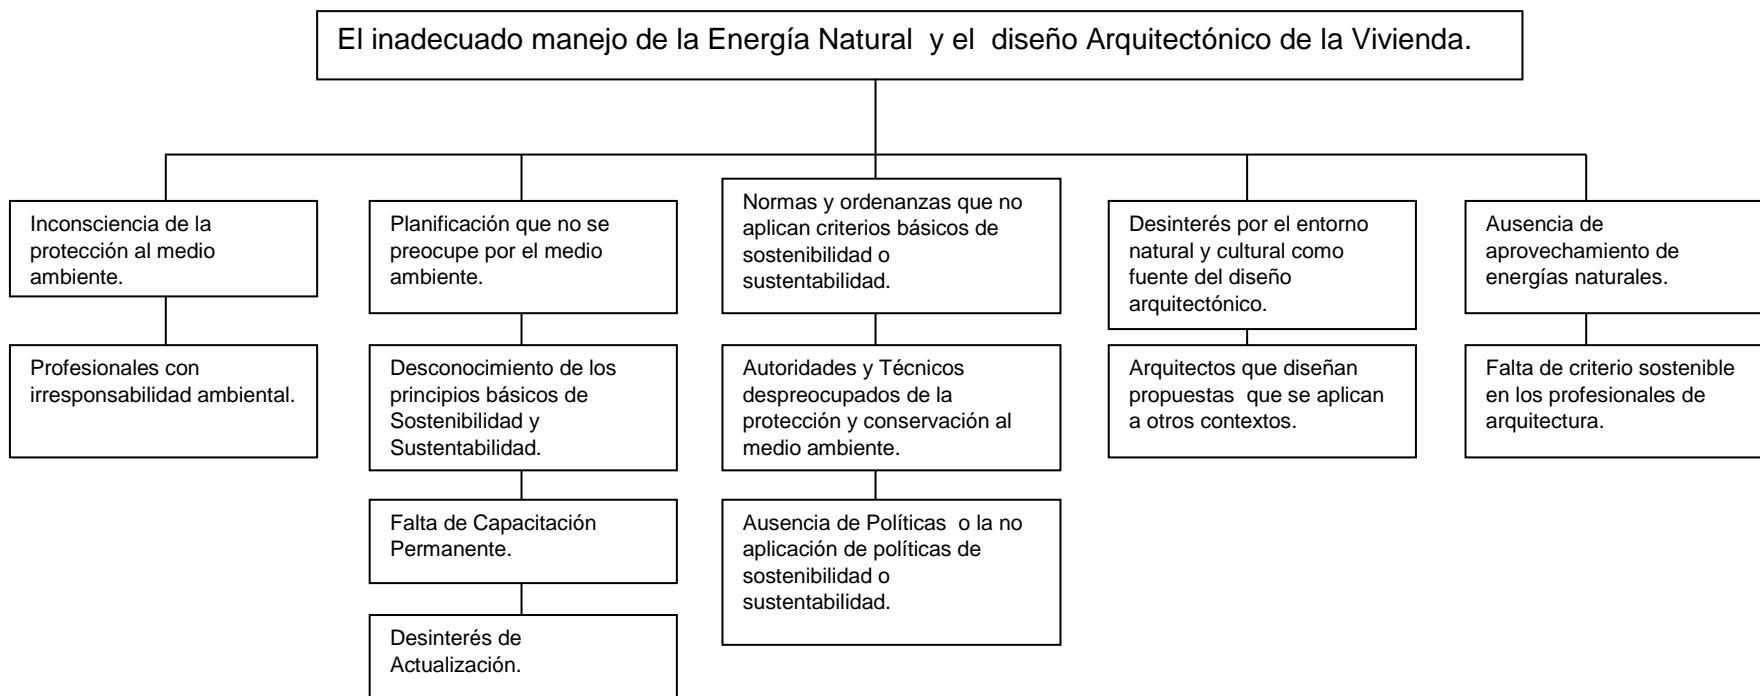 El inadecuado manejo de la Energía Natural  y el  diseño Arquitectónico de la Vivienda.
Inconsciencia de la
protección al medio
ambiente.
Profesionales con
irresponsabilidad ambiental.
Planificación que no se
preocupe por el medio
ambiente.
Desconocimiento de los
principios básicos de
Sostenibilidad y
Sustentabilidad.
Falta de Capacitación
Permanente.
Desinterés de
Actualización.
Normas y ordenanzas que no
aplican criterios básicos de
sostenibilidad o
sustentabilidad.
Autoridades y Técnicos
despreocupados de la
protección y conservación al
medio ambiente.
Ausencia de Políticas  o la no
aplicación de políticas de
sostenibilidad o
sustentabilidad.
Desinterés por el entorno
natural y cultural como
fuente del diseño
arquitectónico.
Arquitectos que diseñan
propuestas  que se aplican
a otros contextos.
Ausencia de
aprovechamiento de
energías naturales.
Falta de criterio sostenible
en los profesionales de
arquitectura.